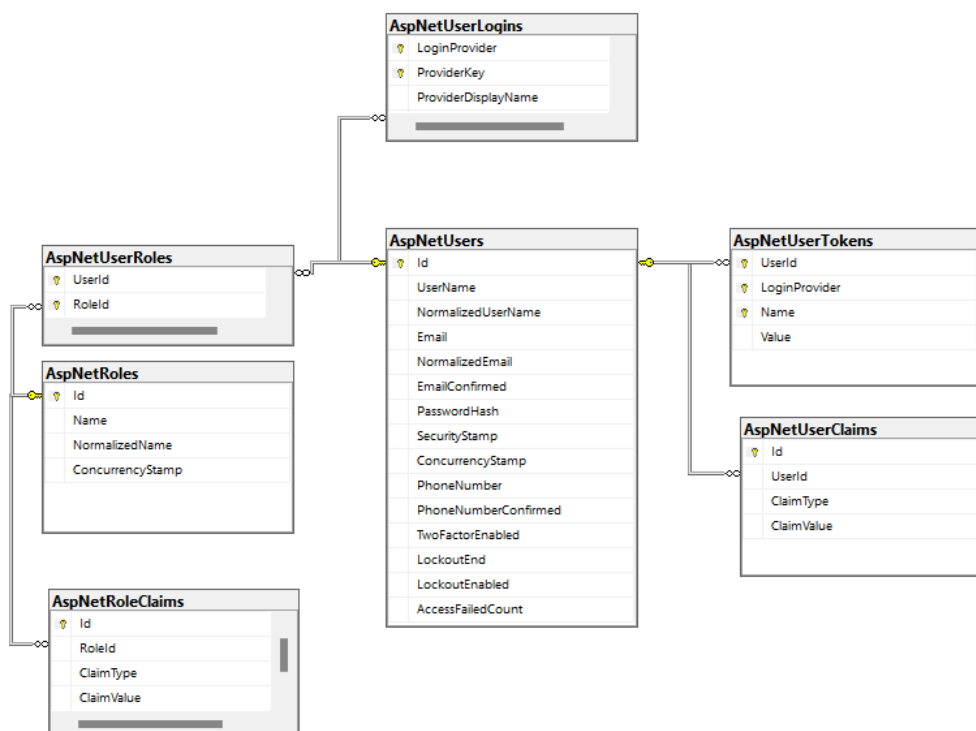 AspNetUserLogins
LoginProvider
ProviderKey
ProviderDisplayName
AspNetUserRoles
UserId
RoleId
AspNetRoles
Id
Name
NormalizedName
ConcurrencyStamp
AspNetRoleClaims
Id
RoleId
ClaimType
ClaimValue
AspNetUsers
Id
UserName
NormalizedUserName
Email
NormalizedEmail
EmailConfirmed
PasswordHash
SecurityStamp
ConcurrencyStamp
PhoneNumber
PhoneNumberConfirmed
TwoFactorEnabled
LockoutEnd
LockoutEnabled
AccessFailedCount
AspNetUserTokens
UserId
LoginProvider
Name
Value
AspNetUserClaims
Id
UserId
ClaimType
ClaimValue